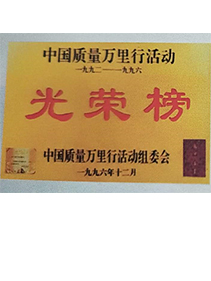 中国质量万里行活动
一九九二——一九九六
光荣榜
中国质量万里行活动组委会
一九九六年十二月